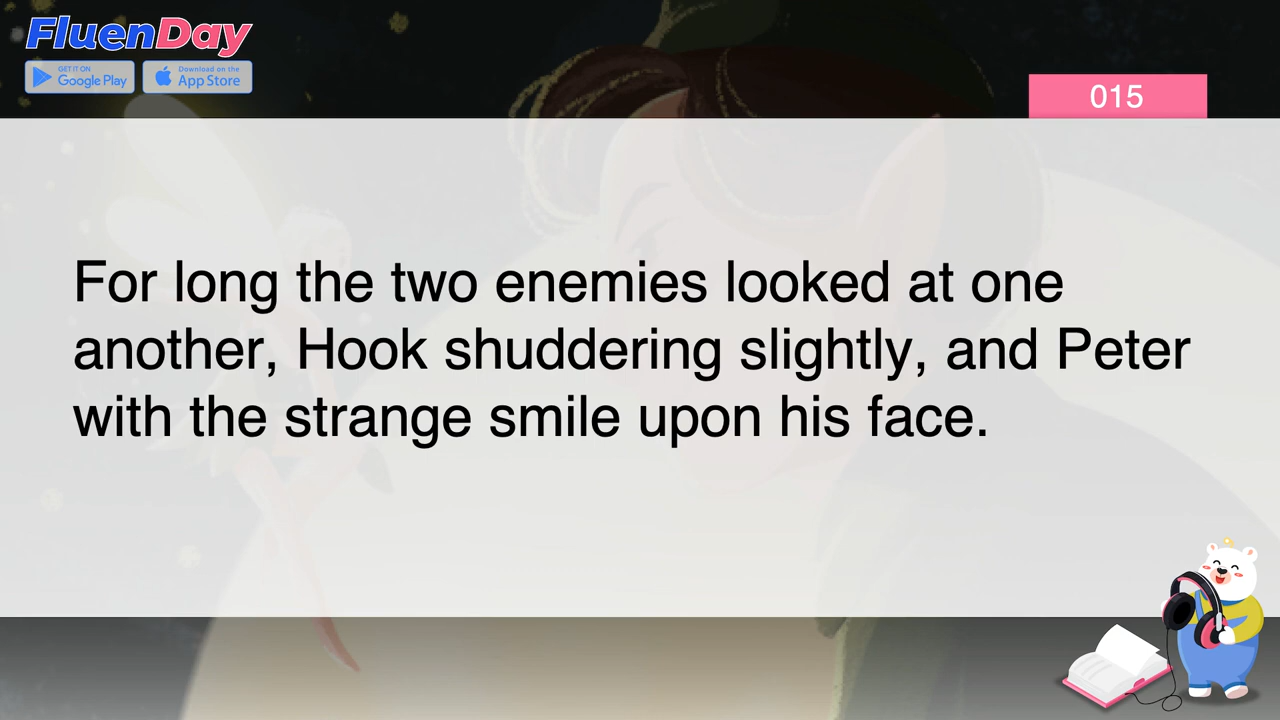 FluenDay
GET IT ON
Google Play
Download on the
App Store
015
For long the two enemies looked at one
another, Hook shuddering slightly, and Peter
with the strange smile upon his face.